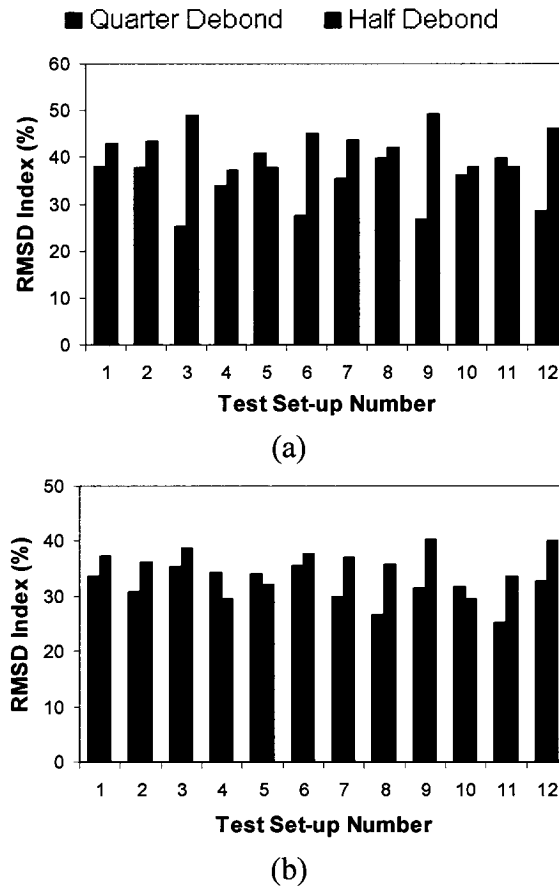 Quarter Debond Half Debond
60
50
40
30
20
10
0
RMSD Index (%)
1 2 3 4 5 6 7 8 9 10 11 12
Test Set-up Number
(a)
50
40
30
20
10
0
RMSD Index (%)
1 2 3 4 5 6 7 8 9 10 11 12
Test Set-up Number
(b)